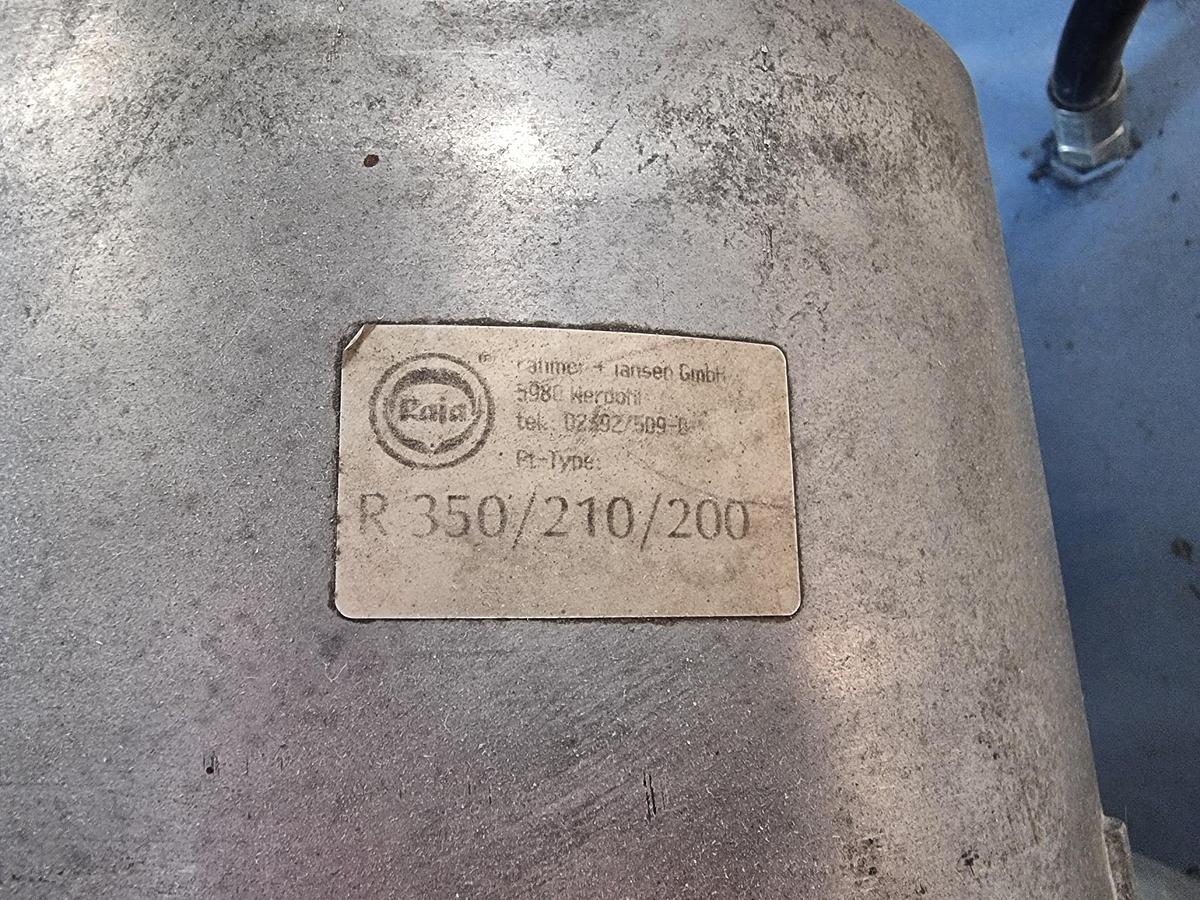 Raja
®
rahmer + jansen GmbH
5980 Werdohl
tel. 02392/509-0
Pt-Type:
R 350/210/200